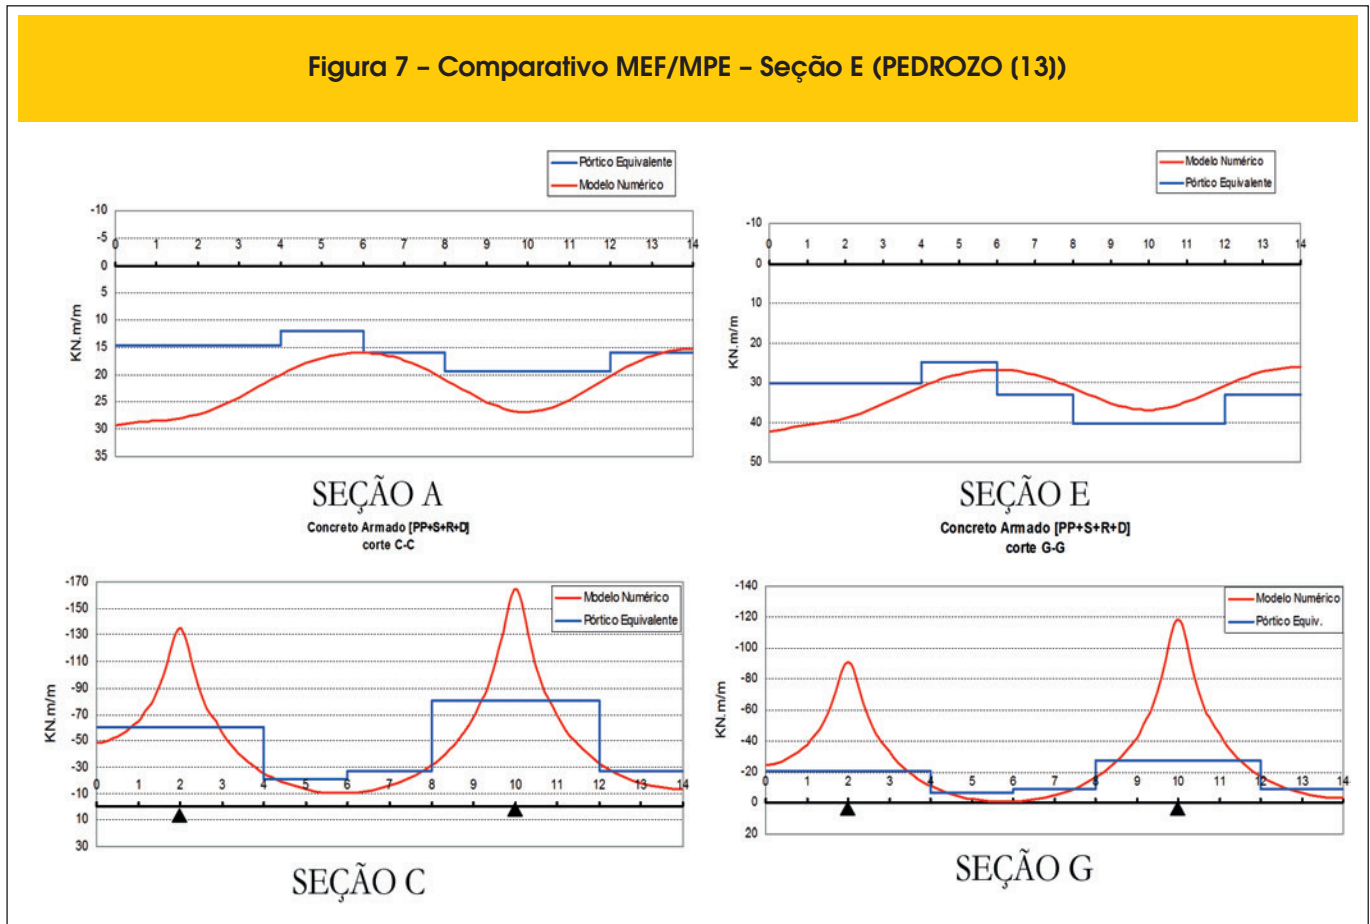 Figura 7 – Comparativo MEF/MPE – Seção E (PEDROZO (13))
Pórtico Equivalente
Modelo Numérico
-10
-5
0
5
10
15
20
25
30
35
0 1 2 3 4 5 6 7 8 9 10 11 12 13 14
KN.m/m
SEÇÃO A
Modelo Numérico
Pórtico Equivalente
-10
0
10
20
30
40
50
0 1 2 3 4 5 6 7 8 9 10 11 12 13 14
KN.m/m
SEÇÃO E
Concreto Armado [PP+S+R+D]
corte C-C
Modelo Numérico
Pórtico Equivalente
-170
-150
-130
-110
-90
-70
-50
-30
-10
10
30
0 1 2 3 4 5 6 7 8 9 10 11 12 13 14
KN.m/m
SEÇÃO C
Concreto Armado [PP+S+R+D]
corte G-G
Modelo Numérico
Pórtico Equiv.
-140
-120
-100
-80
-60
-40
-20
0
20
0 1 2 3 4 5 6 7 8 9 10 11 12 13 14
KN.m/m
SEÇÃO G